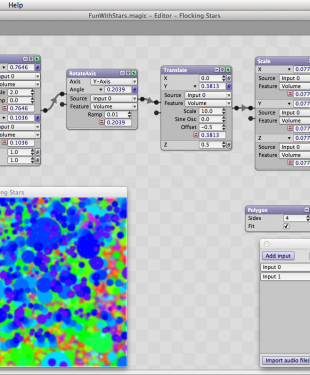 Help
FunWithStars.magic – Editor – Flocking Stars
0.7646
nput 0
Volume
ale 2.0
mp 0.0
0.1036
nput 0
Volume
0.1036
1.0
1.0
RotateAxis
Axis Y-Axis
Angle 0.2039
Source Input 0
Feature Volume
Ramp 0.01
0.2039
Translate
X 0.0
Y 0.3813
Source Input 0
Feature Volume
Scale 10.0
Sine Osc 0.0
Offset -0.5
0.3813
Z 0.5
Scale
X 0.077
Source Input 0
Feature Volume
0.077
Y 0.077
Source Input 0
Feature Volume
0.077
Z 0.077
Source Input 0
Feature Volume
0.077
ng Stars
Polygon
Sides 4
Fit
Add input
Input 0
Input 1
Import audio file(